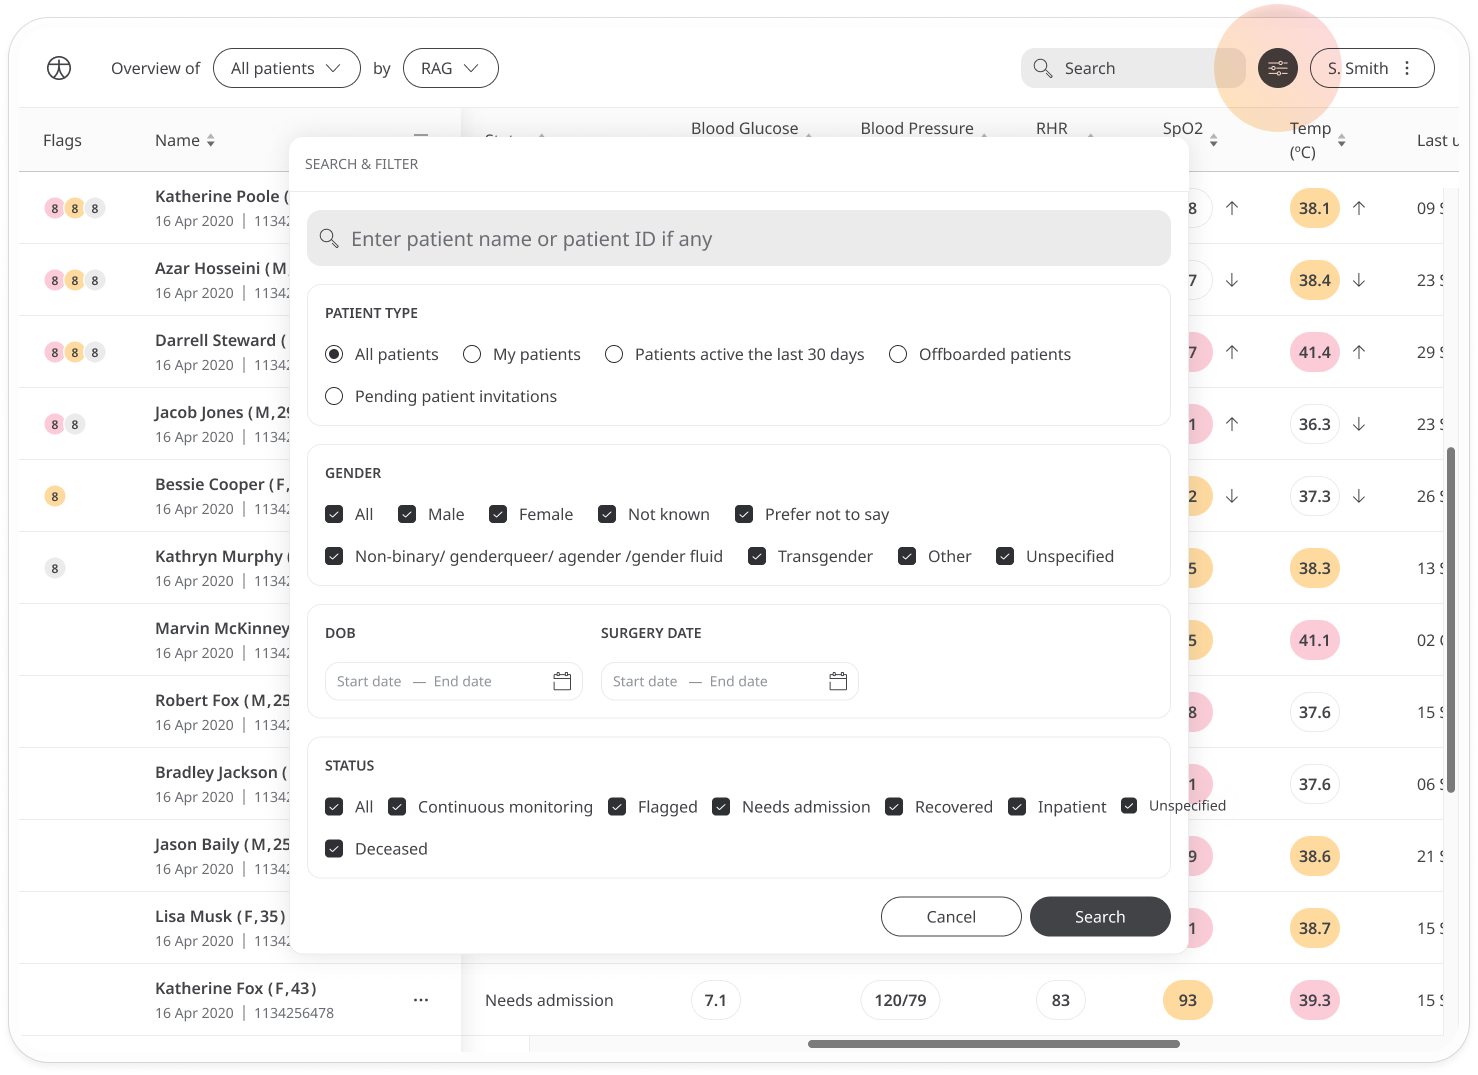 Overview of All patients by RAG Search S. Smith
Flags Name Blood Glucose Blood Pressure RHR SpO2 Temp (ºC) Last
SEARCH & FILTER
Enter patient name or patient ID if any
PATIENT TYPE
All patients My patients Patients active the last 30 days Offboarded patients
Pending patient invitations
GENDER
All Male Female Not known Prefer not to say
Non-binary/ genderqueer/ agender /gender fluid Transgender Other Unspecified
DOB SURGERY DATE
Start date — End date Start date — End date
STATUS
All Continuous monitoring Flagged Needs admission Recovered Inpatient Unspecified
Deceased
Cancel Search
8 8 8 Katherine Poole (
16 Apr 2020 | 1134
8 38.1 09
8 8 8 Azar Hosseini (M
16 Apr 2020 | 1134
7 38.4 23
8 8 8 Darrell Steward (
16 Apr 2020 | 1134
7 41.4 29
8 8 Jacob Jones (M,29
16 Apr 2020 | 1134
1 36.3 23
8 Bessie Cooper (F,
16 Apr 2020 | 1134
2 37.3 26
8 Kathryn Murphy (
16 Apr 2020 | 1134
5 38.3 13
Marvin McKinney
16 Apr 2020 | 1134
5 41.1 02
Robert Fox (M,25
16 Apr 2020 | 1134
8 37.6 15
Bradley Jackson (
16 Apr 2020 | 1134
1 37.6 06
Jason Baily (M,25
16 Apr 2020 | 1134
9 38.6 21
Lisa Musk (F,35)
16 Apr 2020 | 1134
1 38.7 15
Katherine Fox (F,43)
16 Apr 2020 | 1134256478
Needs admission 7.1 120/79 83 93 39.3 15